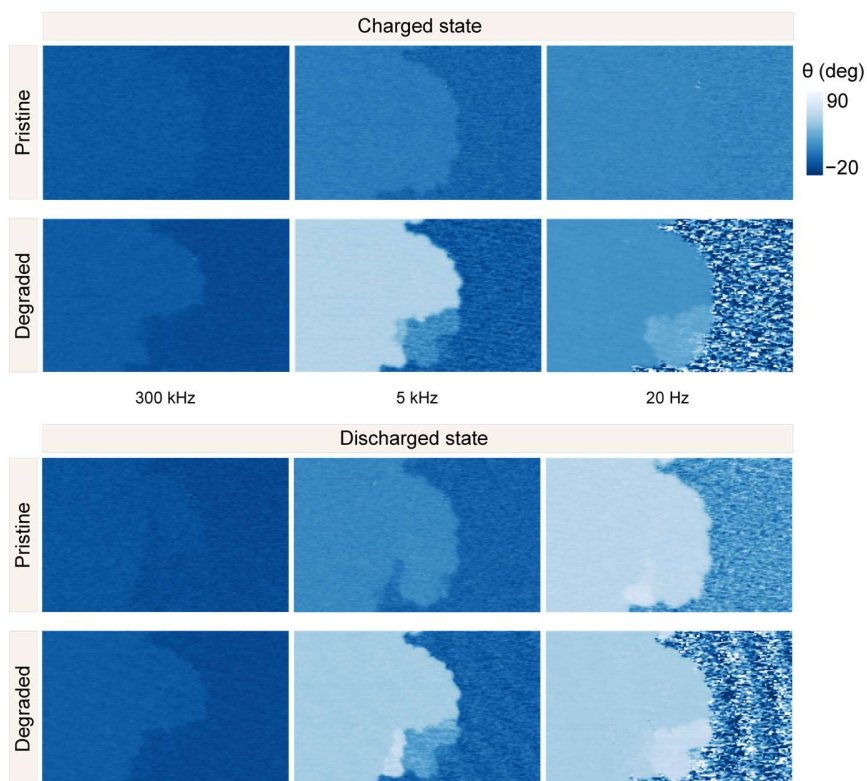 Charged state
Pristine
θ (deg)
90
−20
Degraded
300 kHz
5 kHz
20 Hz
Discharged state
Pristine
Degraded